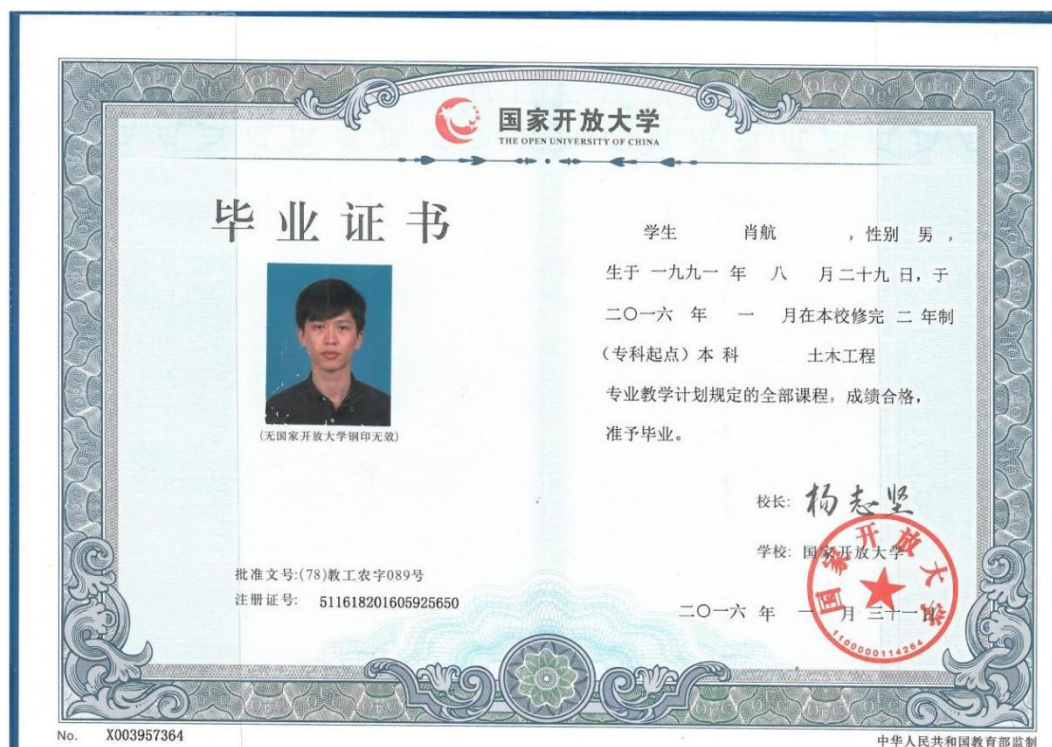 国家开放大学
THE OPEN UNIVERSITY OF CHINA
毕业证书
(无国家开放大学钢印无效)
批准文号:(78)教工农字089号
注册证号: 511618201605925650
学生 肖航 , 性别 男 ,
生于 一九九一 年 八 月二十九 日, 于
二〇一六 年 一 月在本校修完 二 年制
(专科起点) 本 科 土木工程
专业教学计划规定的全部课程, 成绩合格,
准予毕业。
校长: 杨志坚
学校: 国家开放大学
二〇一六 年 一 月 三十一日
国家开放大学
1100000114264
No. X003957364
中华人民共和国教育部监制